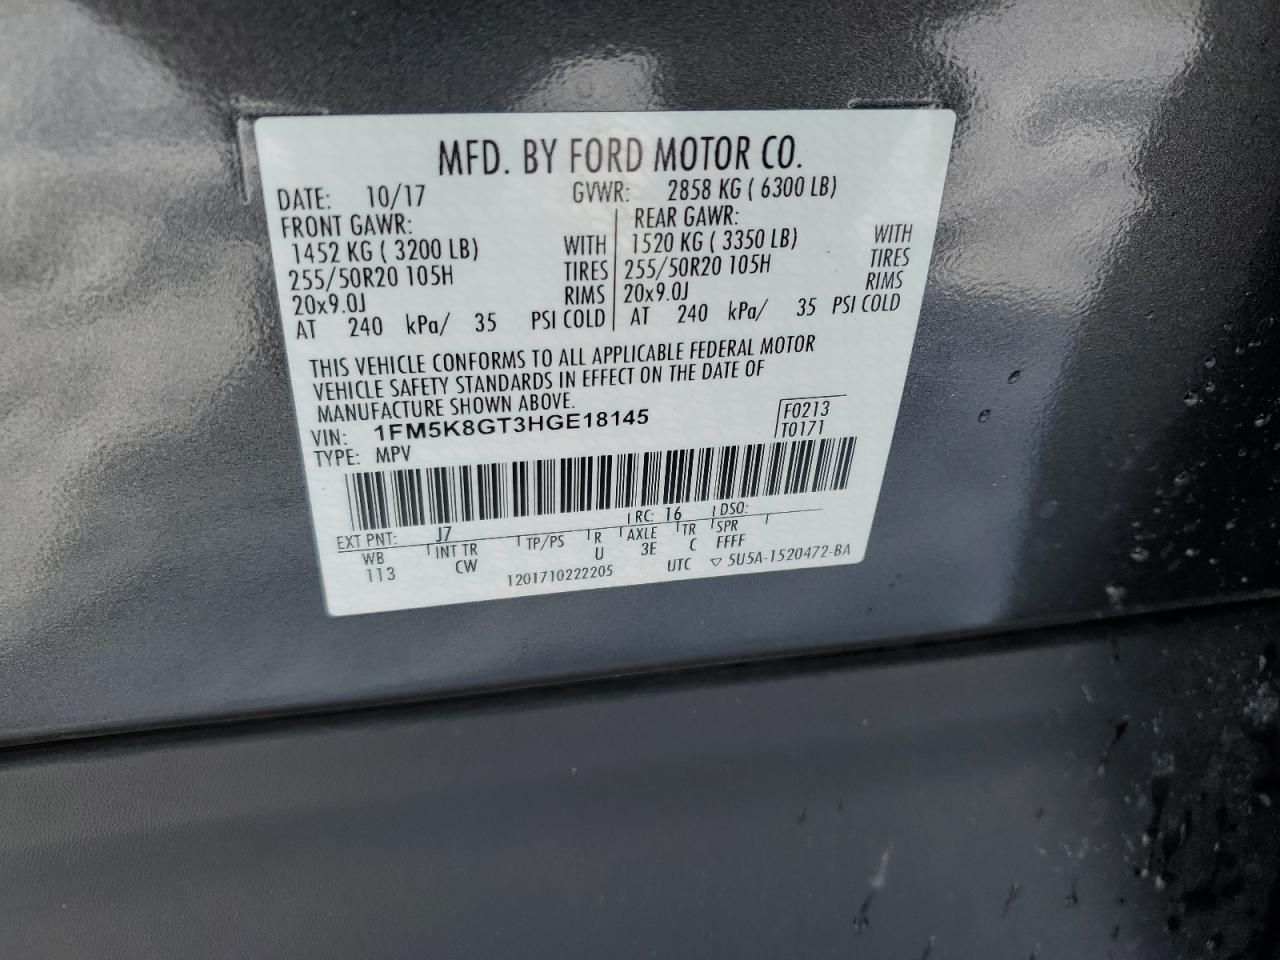 MFD. BY FORD MOTOR CO.
DATE: 10/17 GVWR: 2858 KG ( 6300 LB)
FRONT GAWR: REAR GAWR:
1452 KG ( 3200 LB) WITH 1520 KG ( 3350 LB) WITH
255/50R20 105H TIRES 255/50R20 105H TIRES
20x9.0J RIMS 20x9.0J RIMS
AT 240 kPa/ 35 PSI COLD AT 240 kPa/ 35 PSI COLD
THIS VEHICLE CONFORMS TO ALL APPLICABLE FEDERAL MOTOR
VEHICLE SAFETY STANDARDS IN EFFECT ON THE DATE OF
MANUFACTURE SHOWN ABOVE.
VIN: 1FM5K8GT3HGE18145 F0213
TYPE: MPV T0171
EXT PNT: J7 RC: 16 DSO:
WB INT TR TP/PS R AXLE TR SPR
113 CW U 3E C FFFF
1201710222205 UTC ▽ 5U5A-1520472-BA